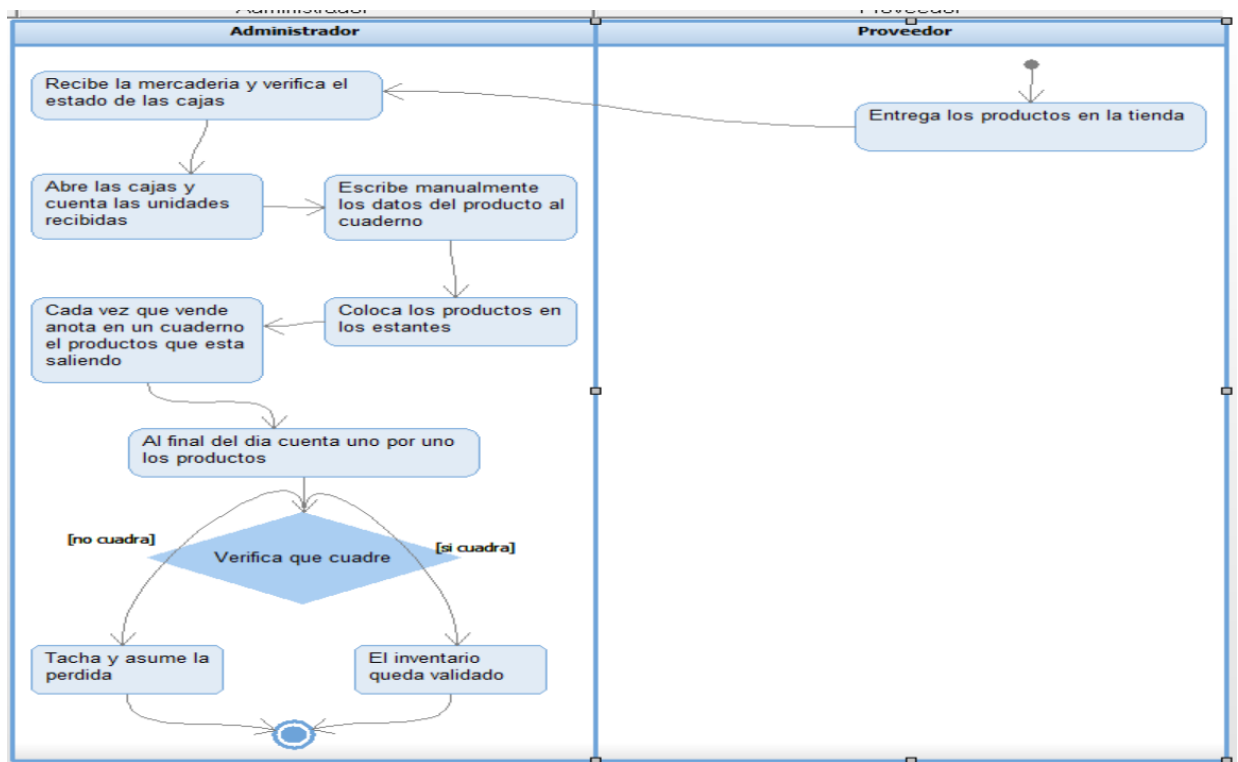 Administrador
Proveedor
Administrador
Proveedor
Recibe la mercaderia y verifica el
estado de las cajas
Entrega los productos en la tienda
Abre las cajas y
cuenta las unidades
recibidas
Escribe manualmente
los datos del producto al
cuaderno
Cada vez que vende
anota en un cuaderno
el productos que esta
saliendo
Coloca los productos en
los estantes
Al final del dia cuenta uno por uno
los productos
[no cuadra]
Verifica que cuadre
[si cuadra]
Tacha y asume la
perdida
El inventario
queda validado